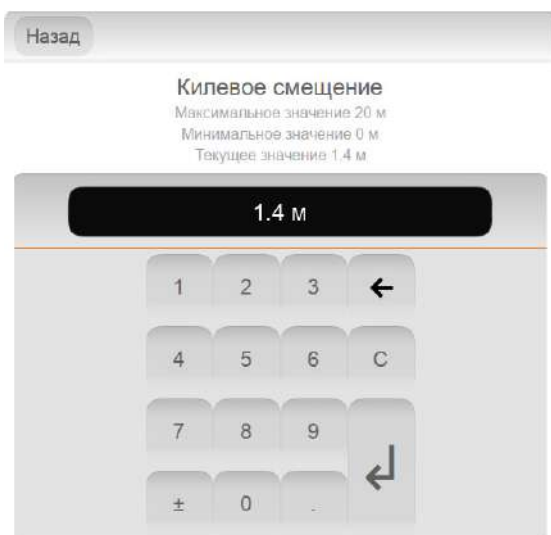 Назад
Килевое смещение
Максимальное значение 20 м
Минимальное значение 0 м
Текущее значение 1.4 м
1.4 м
1 2 3 ←
4 5 6 C
7 8 9 ↲
± 0 .